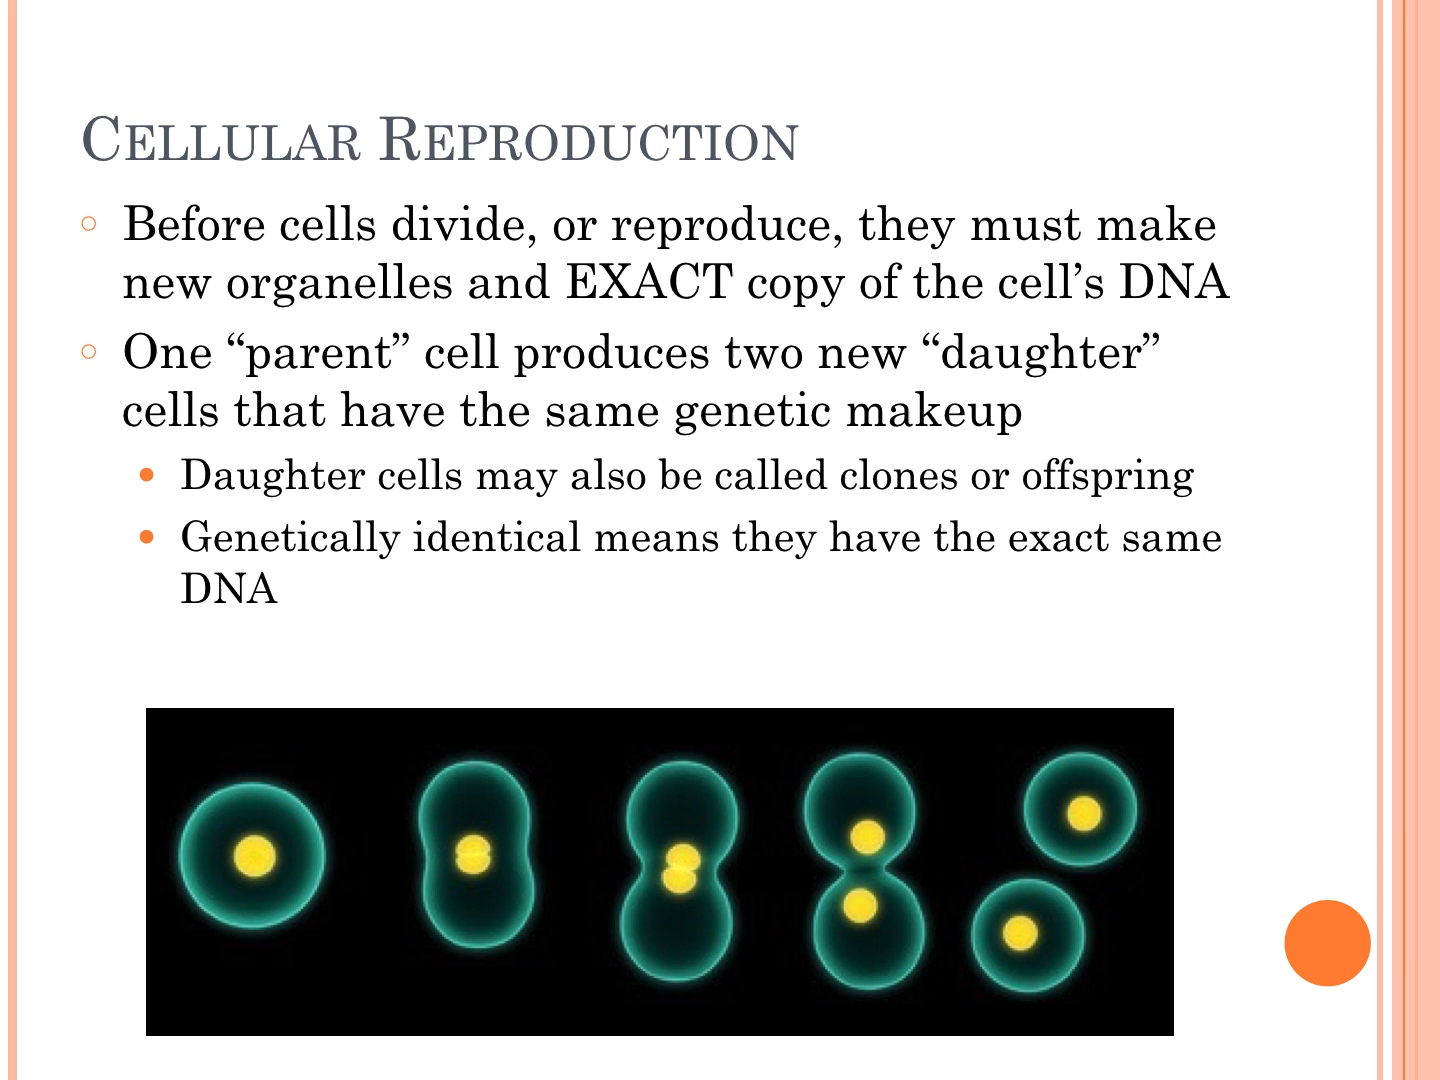 Cellular Reproduction
Before cells divide, or reproduce, they must make
new organelles and EXACT copy of the cell’s DNA
One “parent” cell produces two new “daughter”
cells that have the same genetic makeup
Daughter cells may also be called clones or offspring
Genetically identical means they have the exact same
DNA